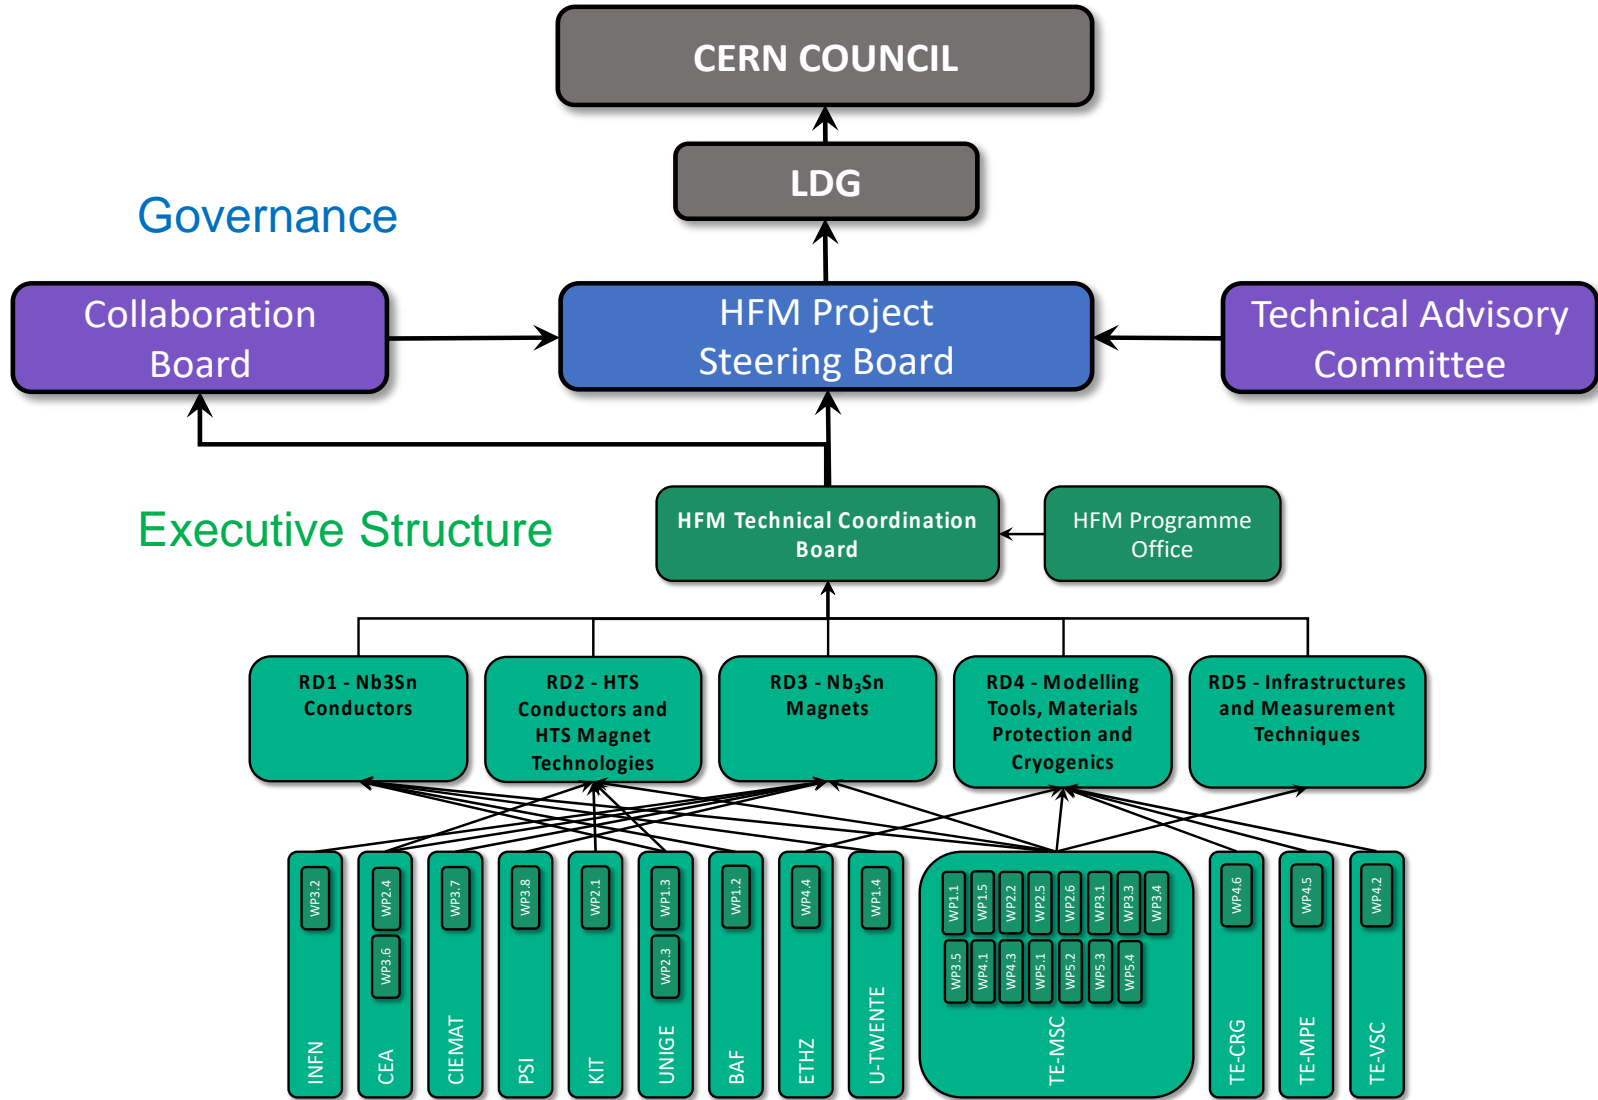 CERN COUNCIL
LDG
Governance
Collaboration
Board
HFM Project
Steering Board
Technical Advisory
Committee
Executive Structure
HFM Technical Coordination
Board
HFM Programme
Office
RD1 - Nb3Sn
Conductors
RD2 - HTS
Conductors and
HTS Magnet
Technologies
RD3 - Nb₃Sn
Magnets
RD4 - Modelling
Tools, Materials
Protection and
Cryogenics
RD5 - Infrastructures
and Measurement
Techniques
WP3.2
INFN
WP2.4
WP3.6
CEA
WP3.7
CIEMAT
WP3.8
PSI
WP2.1
KIT
WP1.3
WP2.3
UNIGE
WP1.2
BAF
WP4.4
ETHZ
WP1.4
U-TWENTE
WP1.1
WP1.5
WP2.2
WP2.5
WP2.6
WP3.1
WP3.3
WP3.4
WP3.5
WP4.1
WP4.3
WP5.1
WP5.2
WP5.3
WP5.4
TE-MSC
WP4.6
TE-CRG
WP4.5
TE-MPE
WP4.2
TE-VSC